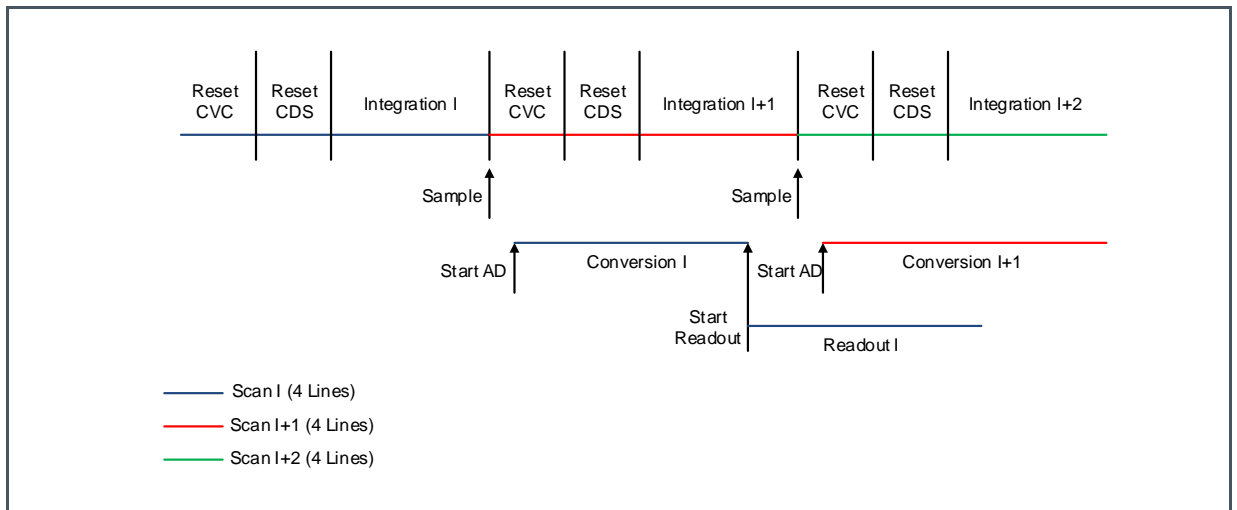 Reset
CVC
Reset
CDS
Integration I
Reset
CVC
Reset
CDS
Integration I+1
Reset
CVC
Reset
CDS
Integration I+2
Sample
Sample
Start AD
Conversion I
Start AD
Conversion I+1
Start
Readout
Readout I
Scan I (4 Lines)
Scan I+1 (4 Lines)
Scan I+2 (4 Lines)